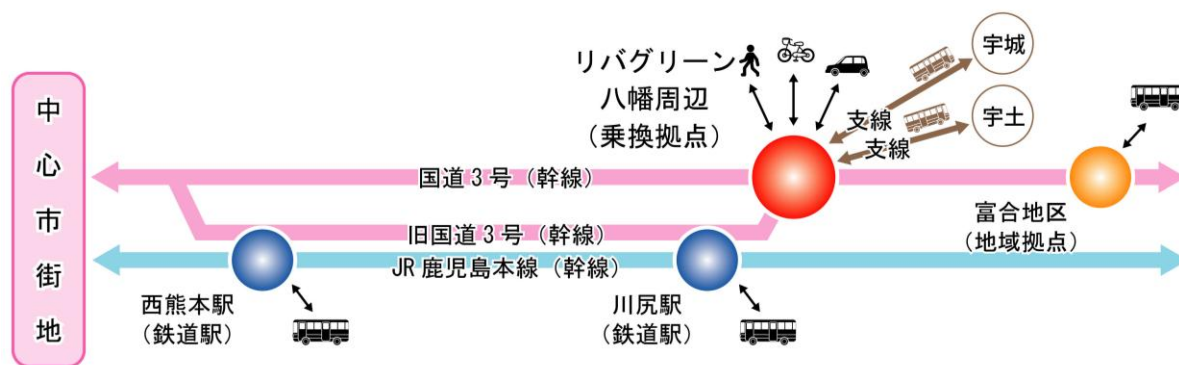 中心市街地
リバグリーン
八幡周辺
（乗換拠点）
宇城
宇土
支線
支線
国道３号（幹線）
旧国道３号（幹線）
JR鹿児島本線（幹線）
富合地区
（地域拠点）
西熊本駅
（鉄道駅）
川尻駅
（鉄道駅）